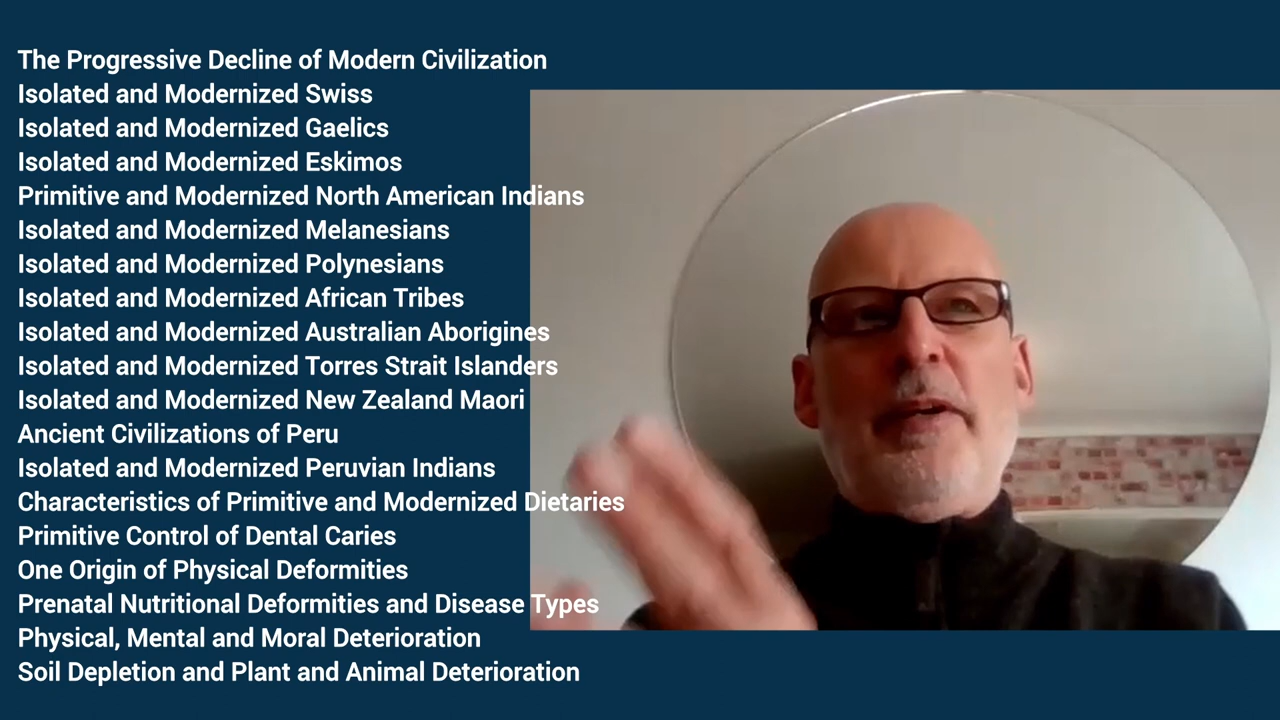 The Progressive Decline of Modern Civilization
Isolated and Modernized Swiss
Isolated and Modernized Gaelics
Isolated and Modernized Eskimos
Primitive and Modernized North American Indians
Isolated and Modernized Melanesians
Isolated and Modernized Polynesians
Isolated and Modernized African Tribes
Isolated and Modernized Australian Aborigines
Isolated and Modernized Torres Strait Islanders
Isolated and Modernized New Zealand Maori
Ancient Civilizations of Peru
Isolated and Modernized Peruvian Indians
Characteristics of Primitive and Modernized Dietaries
Primitive Control of Dental Caries
One Origin of Physical Deformities
Prenatal Nutritional Deformities and Disease Types
Physical, Mental and Moral Deterioration
Soil Depletion and Plant and Animal Deterioration